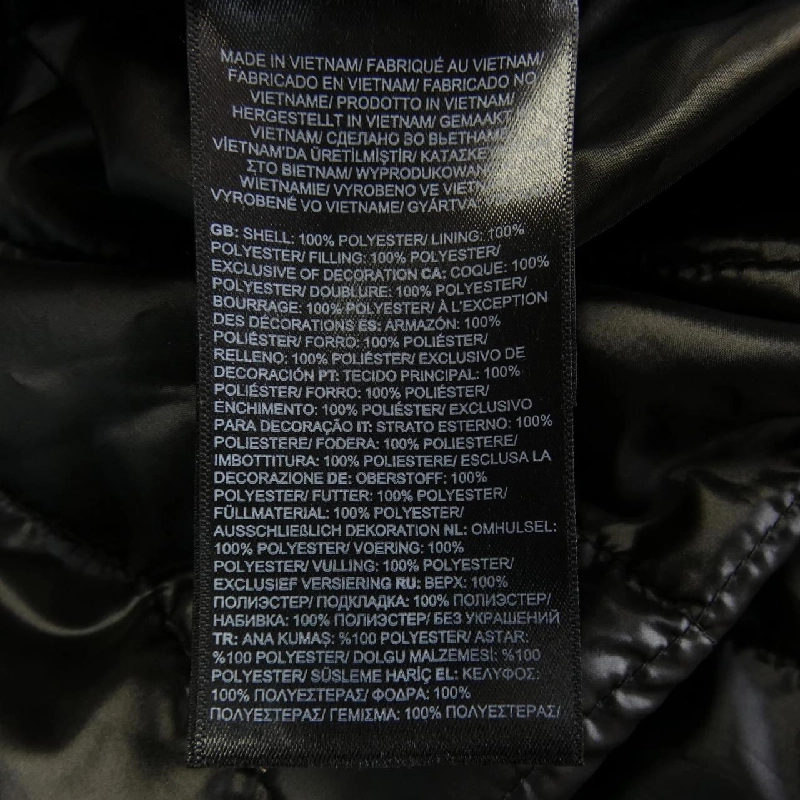 MADE IN VIETNAM/ FABRIQUÉ AU VIETNAM/
FABRICADO EN VIETNAM/ FABRICADO NO
VIETNAME/ PRODOTTO IN VIETNAM/
HERGESTELLT IN VIETNAM/ GEMAAKT
VIETNAM/ СДЕЛАНО ВО ВЬЕТНАМЕ
VİETNAM'DA ÜRETİLMİŞTİR/
ΣΤΟ ΒΙΕΤΝΑΜ/ WYPRODUKOWANO
WIETNAMIE/ VYROBENO VE
VYROBENÉ VO VIETNAME/
GB: SHELL: 100% POLYESTER/ LINING: 100%
POLYESTER/ FILLING: 100% POLYESTER/
EXCLUSIVE OF DECORATION CA: COQUE: 100%
POLYESTER/ DOUBLURE: 100% POLYESTER/
BOURRAGE: 100% POLYESTER/ À L'EXCEPTION
DES DÉCORATIONS ES: ARMAZÓN: 100%
POLIÉSTER/ FORRO: 100% POLIÉSTER/
RELLENO: 100% POLIÉSTER/ EXCLUSIVO DE
DECORACIÓN PT: TECIDO PRINCIPAL: 100%
POLIÉSTER/ FORRO: 100% POLIÉSTER/
ENCHIMENTO: 100% POLIÉSTER/ EXCLUSIVO
PARA DECORAÇÃO IT: STRATO ESTERNO: 100%
POLIESTERE/ FODERA: 100% POLIESTERE/
IMBOTTITURA: 100% POLIESTERE/ ESCLUSA LA
DECORAZIONE DE: OBERSTOFF: 100%
POLYESTER/ FUTTER: 100% POLYESTER/
FÜLLMATERIAL: 100% POLYESTER/
AUSSCHLIEßLICH DEKORATION NL: OMHULSEL:
100% POLYESTER/ VOERING: 100%
POLYESTER/ VULLING: 100% POLYESTER/
EXCLUSIEF VERSIERING RU: ВЕРХ: 100%
ПОЛИЭСТЕР/ ПОДКЛАДКА: 100% ПОЛИЭСТЕР/
НАБИВКА: 100% ПОЛИЭСТЕР/ БЕЗ УКРАШЕНИЙ
TR: ANA KUMAŞ: %100 POLYESTER/ ASTAR:
%100 POLYESTER/ DOLGU MALZEMESİ: %100
POLYESTER/ SÜSLEME HARİÇ EL: ΚΕΛΥΦΟΣ:
100% ΠΟΛΥΕΣΤΕΡΑΣ/ ΦΟΔΡΑ: 100%
ΠΟΛΥΕΣΤΕΡΑΣ/ ΓΕΜΙΣΜΑ: 100% ΠΟΛΥΕΣΤΕΡΑΣ/